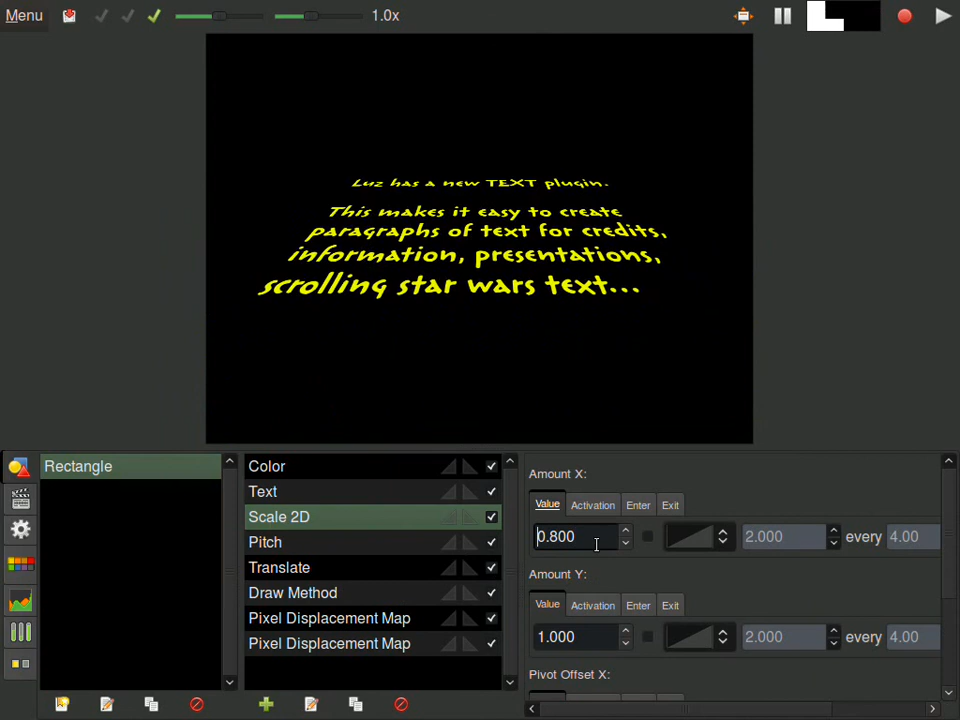 Menu 1.0x
Luz has a new TEXT plugin.
This makes it easy to create
paragraphs of text for credits,
information, presentations,
scrolling star wars text...
Rectangle
Color
Text
Scale 2D
Pitch
Translate
Draw Method
Pixel Displacement Map
Pixel Displacement Map
Amount X:
Value Activation Enter Exit
0.800 2.000 every 4.00
Amount Y:
Value Activation Enter Exit
1.000 2.000 every 4.00
Pivot Offset X: